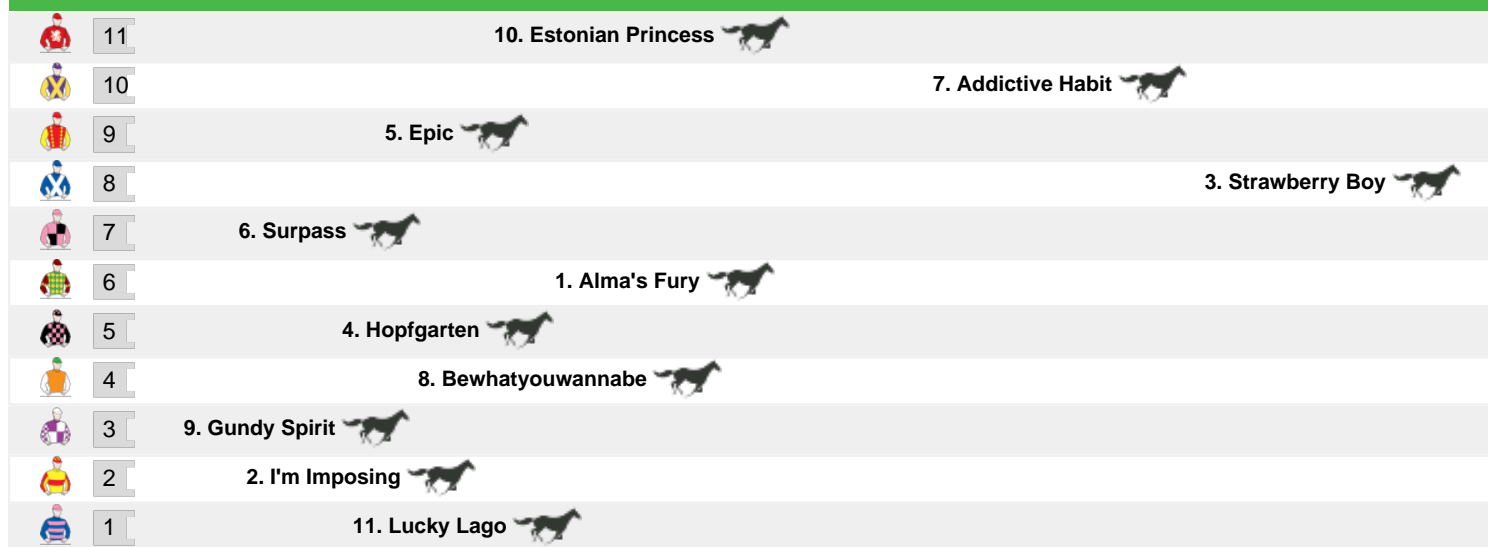 11 10. Estonian Princess
10 7. Addictive Habit
9 5. Epic
8 3. Strawberry Boy
7 6. Surpass
6 1. Alma's Fury
5 4. Hopfgarten
4 8. Bewhatyouwannabe
3 9. Gundy Spirit
2 2. I'm Imposing
1 11. Lucky Lago